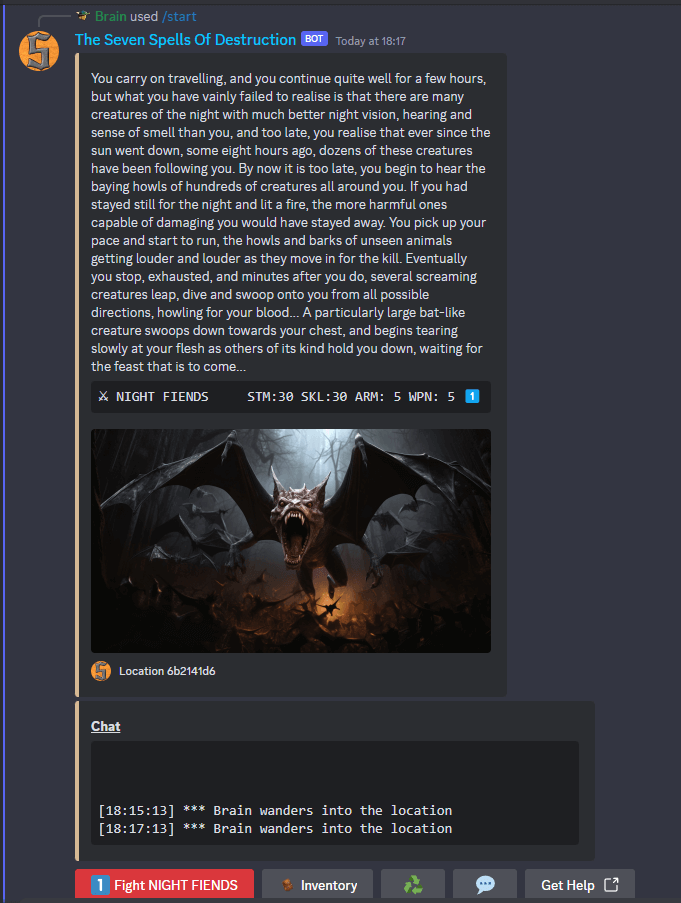 Brain used /start
The Seven Spells Of Destruction BOT Today at 18:17
You carry on travelling, and you continue quite well for a few hours,
but what you have vainly failed to realise is that there are many
creatures of the night with much better night vision, hearing and
sense of smell than you, and too late, you realise that ever since the
sun went down, some eight hours ago, dozens of these creatures
have been following you. By now it is too late, you begin to hear the
baying howls of hundreds of creatures all around you. If you had
stayed still for the night and lit a fire, the more harmful ones
capable of damaging you would have stayed away. You pick up your
pace and start to run, the howls and barks of unseen animals
getting louder and louder as they move in for the kill. Eventually
you stop, exhausted, and minutes after you do, several screaming
creatures leap, dive and swoop onto you from all possible
directions, howling for your blood... A particularly large bat-like
creature swoops down towards your chest, and begins tearing
slowly at your flesh as others of its kind hold you down, waiting for
the feast that is to come...
⚔ NIGHT FIENDS STM:30 SKL:30 ARM: 5 WPN: 5 1
Location 6b2141d6
Chat
[18:15:13] *** Brain wanders into the location
[18:17:13] *** Brain wanders into the location
1 Fight NIGHT FIENDS Inventory Get Help